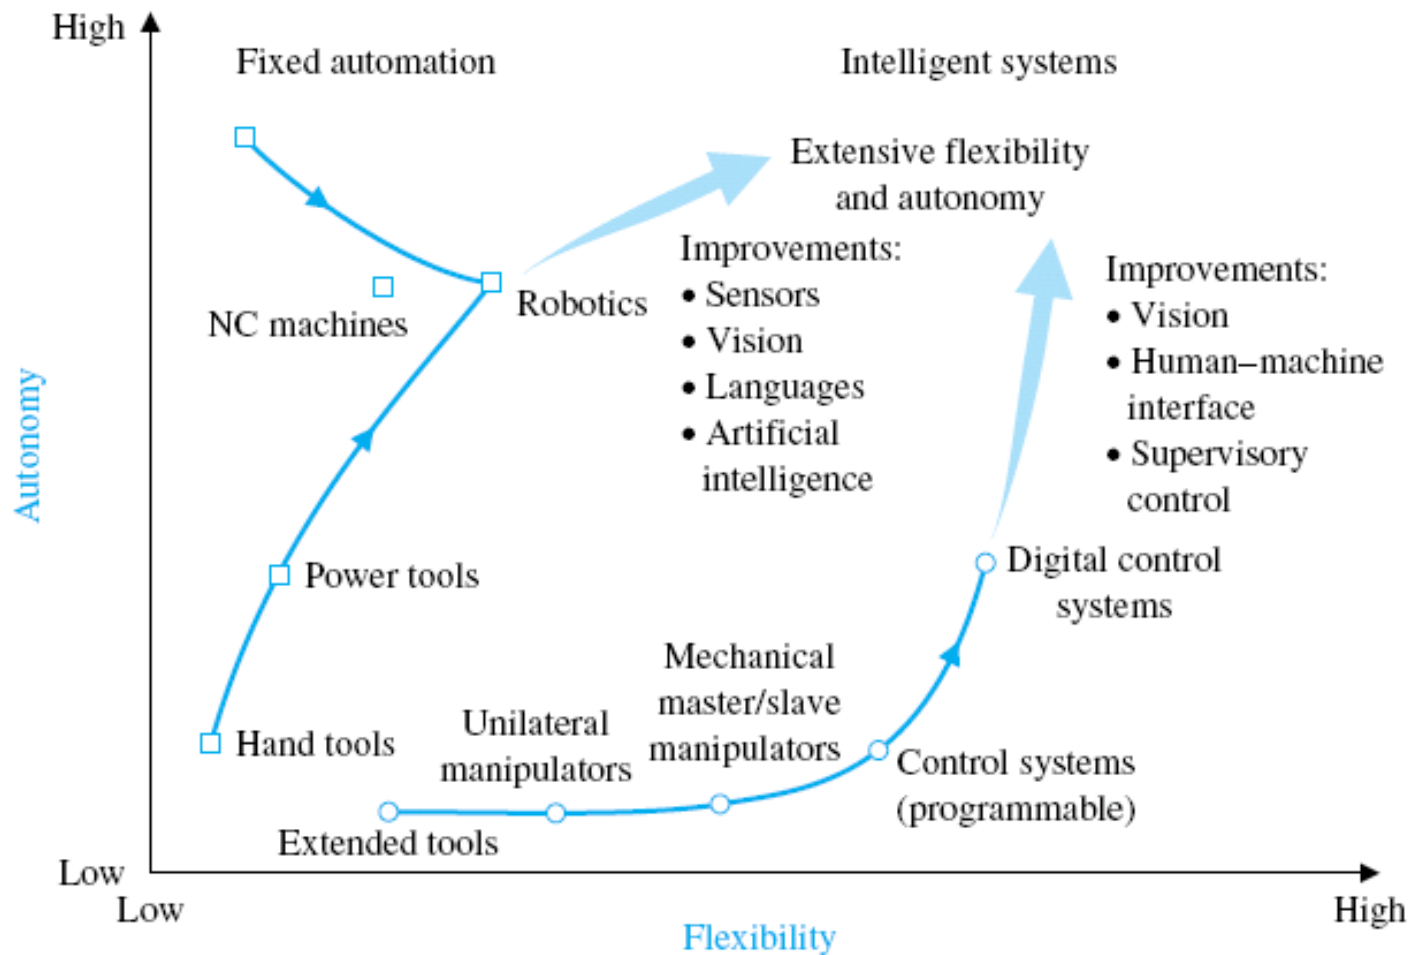 High
Fixed automation
Intelligent systems
Extensive flexibility
and autonomy
Improvements:
• Sensors
• Vision
• Languages
• Artificial
intelligence
Improvements:
• Vision
• Human–machine
interface
• Supervisory
control
Robotics
NC machines
Autonomy
Power tools
Digital control
systems
Hand tools
Unilateral
manipulators
Mechanical
master/slave
manipulators
Control systems
(programmable)
Extended tools
Low
Low
High
Flexibility